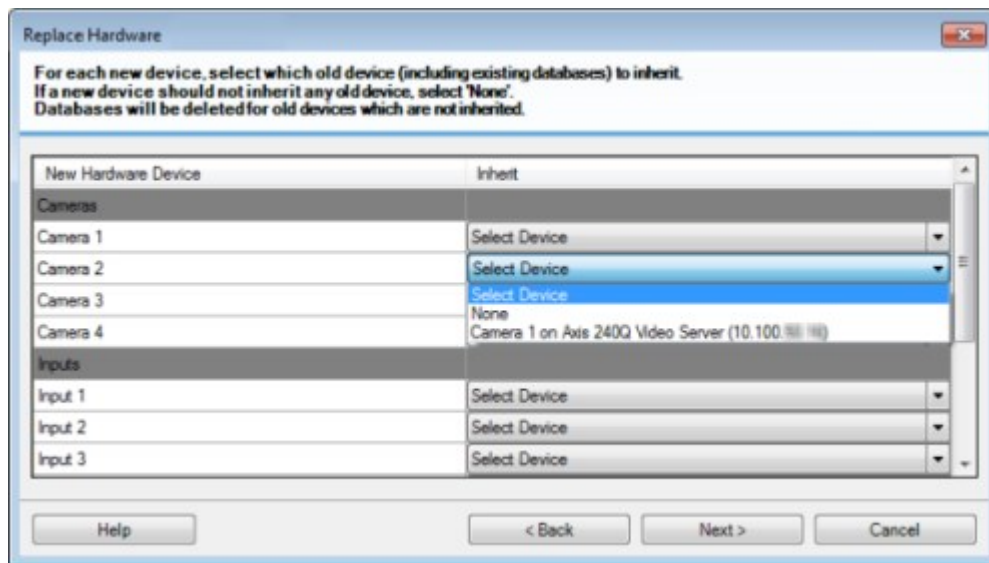 Replace Hardware
For each new device, select which old device (including existing databases) to inherit.
If a new device should not inherit any old device, select 'None'.
Databases will be deleted for old devices which are not inherited.
New Hardware Device Inherit
Cameras
Camera 1 Select Device
Camera 2 Select Device
Camera 3 Select Device
None
Camera 4 Camera 1 on Axis 240Q Video Server (10.100.
Inputs
Input 1 Select Device
Input 2 Select Device
Input 3 Select Device
Help < Back Next > Cancel